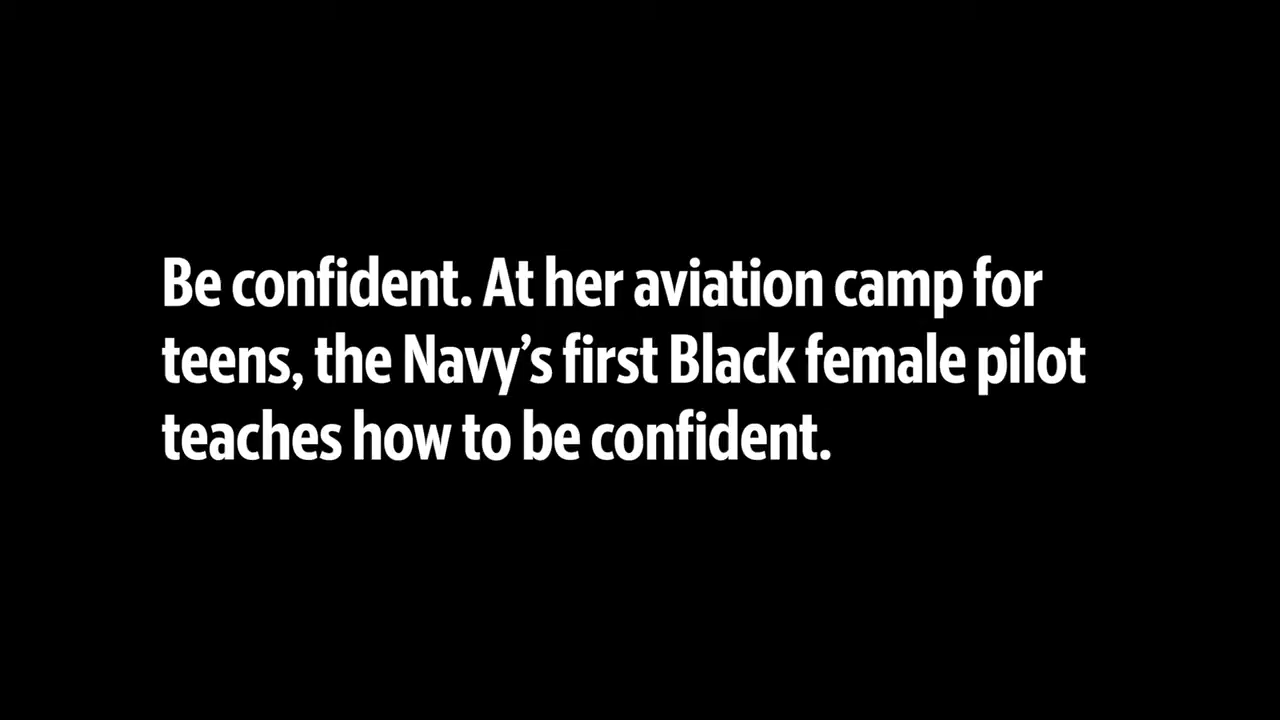 Be confident. At her aviation camp for
teens, the Navy’s first Black female pilot
teaches how to be confident.